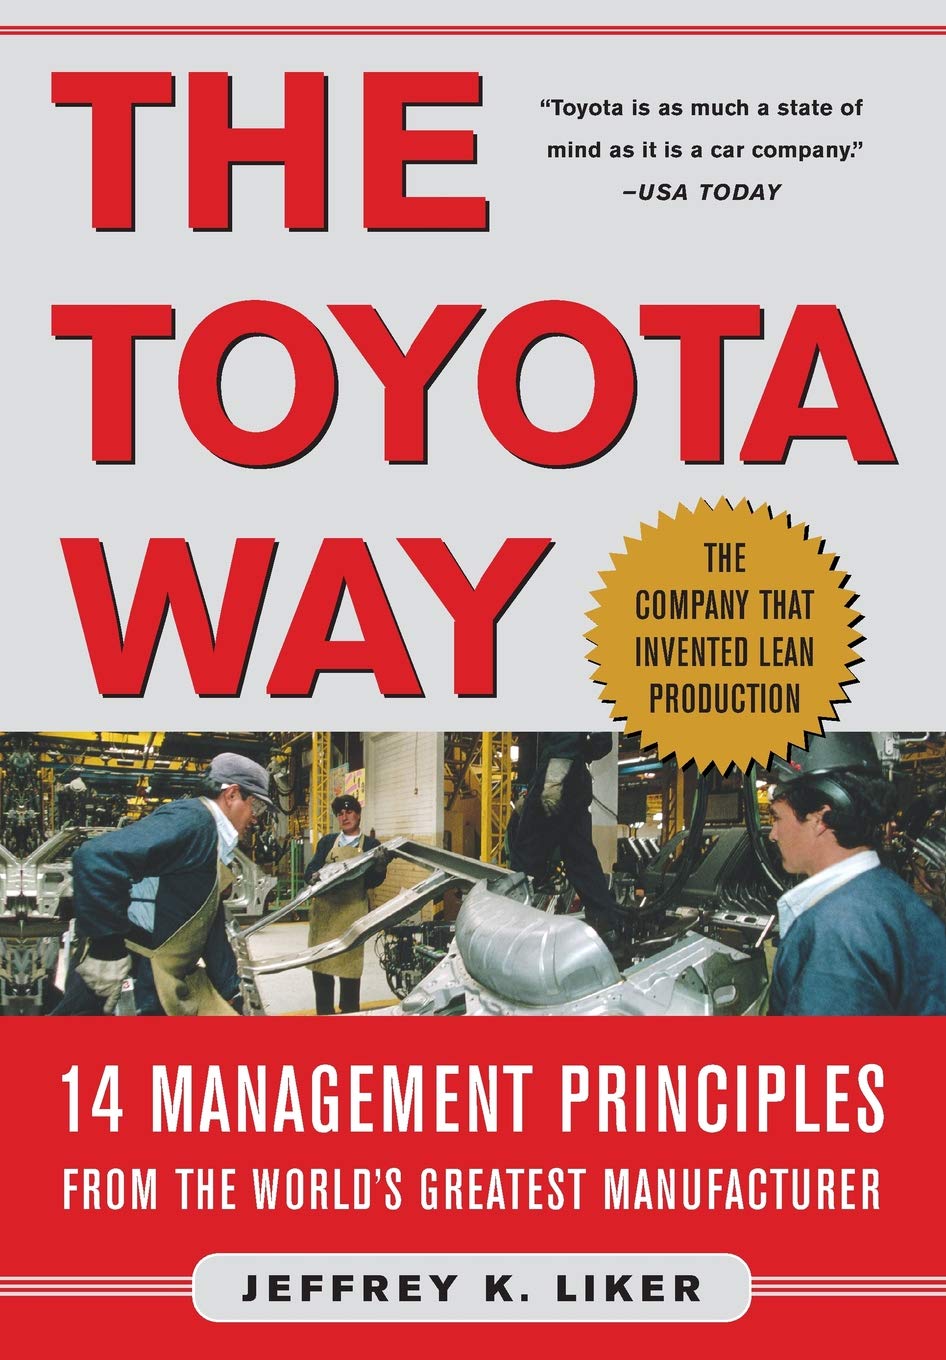 THE
TOYOTA
WAY
“Toyota is as much a state of
mind as it is a car company.”
–USA TODAY
THE
COMPANY THAT
INVENTED LEAN
PRODUCTION
14 MANAGEMENT PRINCIPLES
FROM THE WORLD’S GREATEST MANUFACTURER
JEFFREY K. LIKER